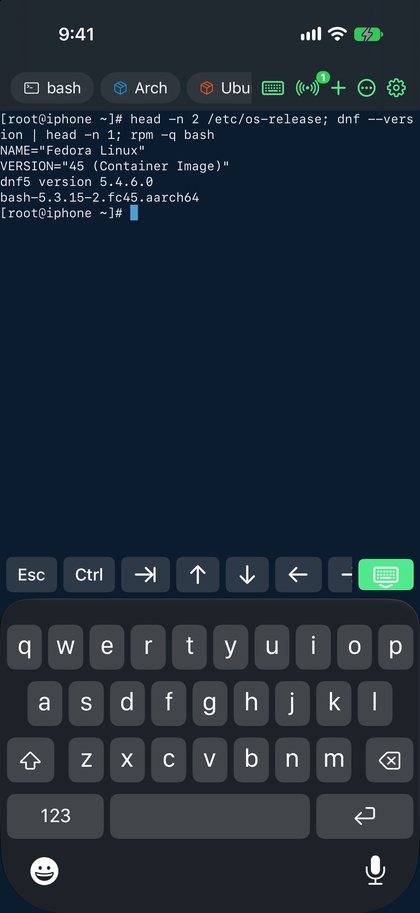 9:41
bash
Arch
Ubu
1
[root@iphone ~]# head -n 2 /etc/os-release; dnf --vers
ion | head -n 1; rpm -q bash
NAME="Fedora Linux"
VERSION="45 (Container Image)"
dnf5 version 5.4.6.0
bash-5.3.15-2.fc45.aarch64
[root@iphone ~]#
Esc Ctrl
q w e r t y u i o p
a s d f g h j k l
z x c v b n m
123